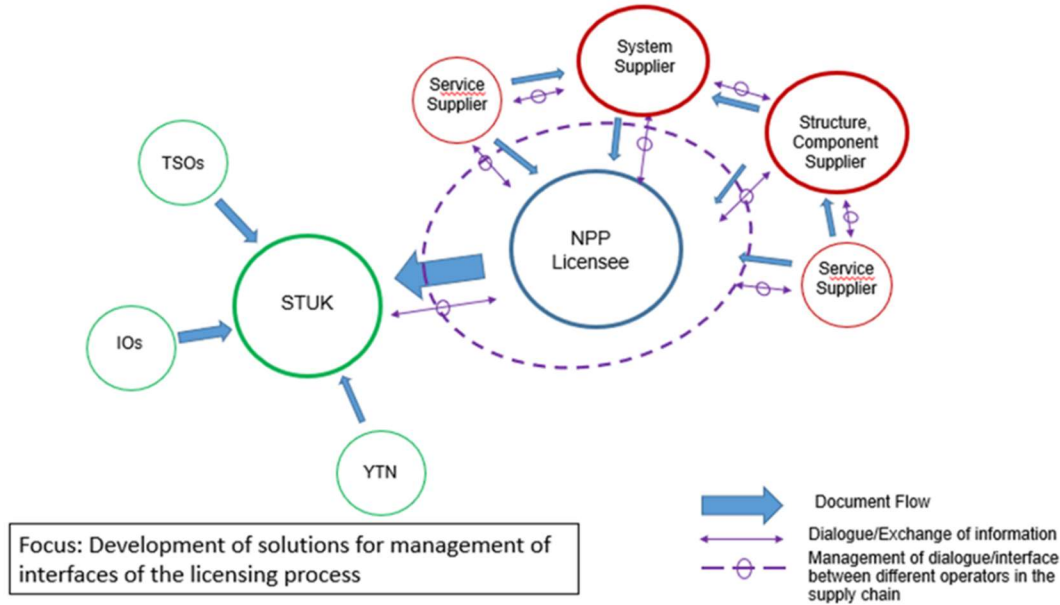 System
Supplier
Service
Supplier
Structure,
Component
Supplier
TSOs
NPP
Licensee
Service
Supplier
STUK
IOs
YTN
Document Flow
Focus: Development of solutions for management of
interfaces of the licensing process
Dialogue/Exchange of information
Management of dialogue/interface
between different operators in the
supply chain